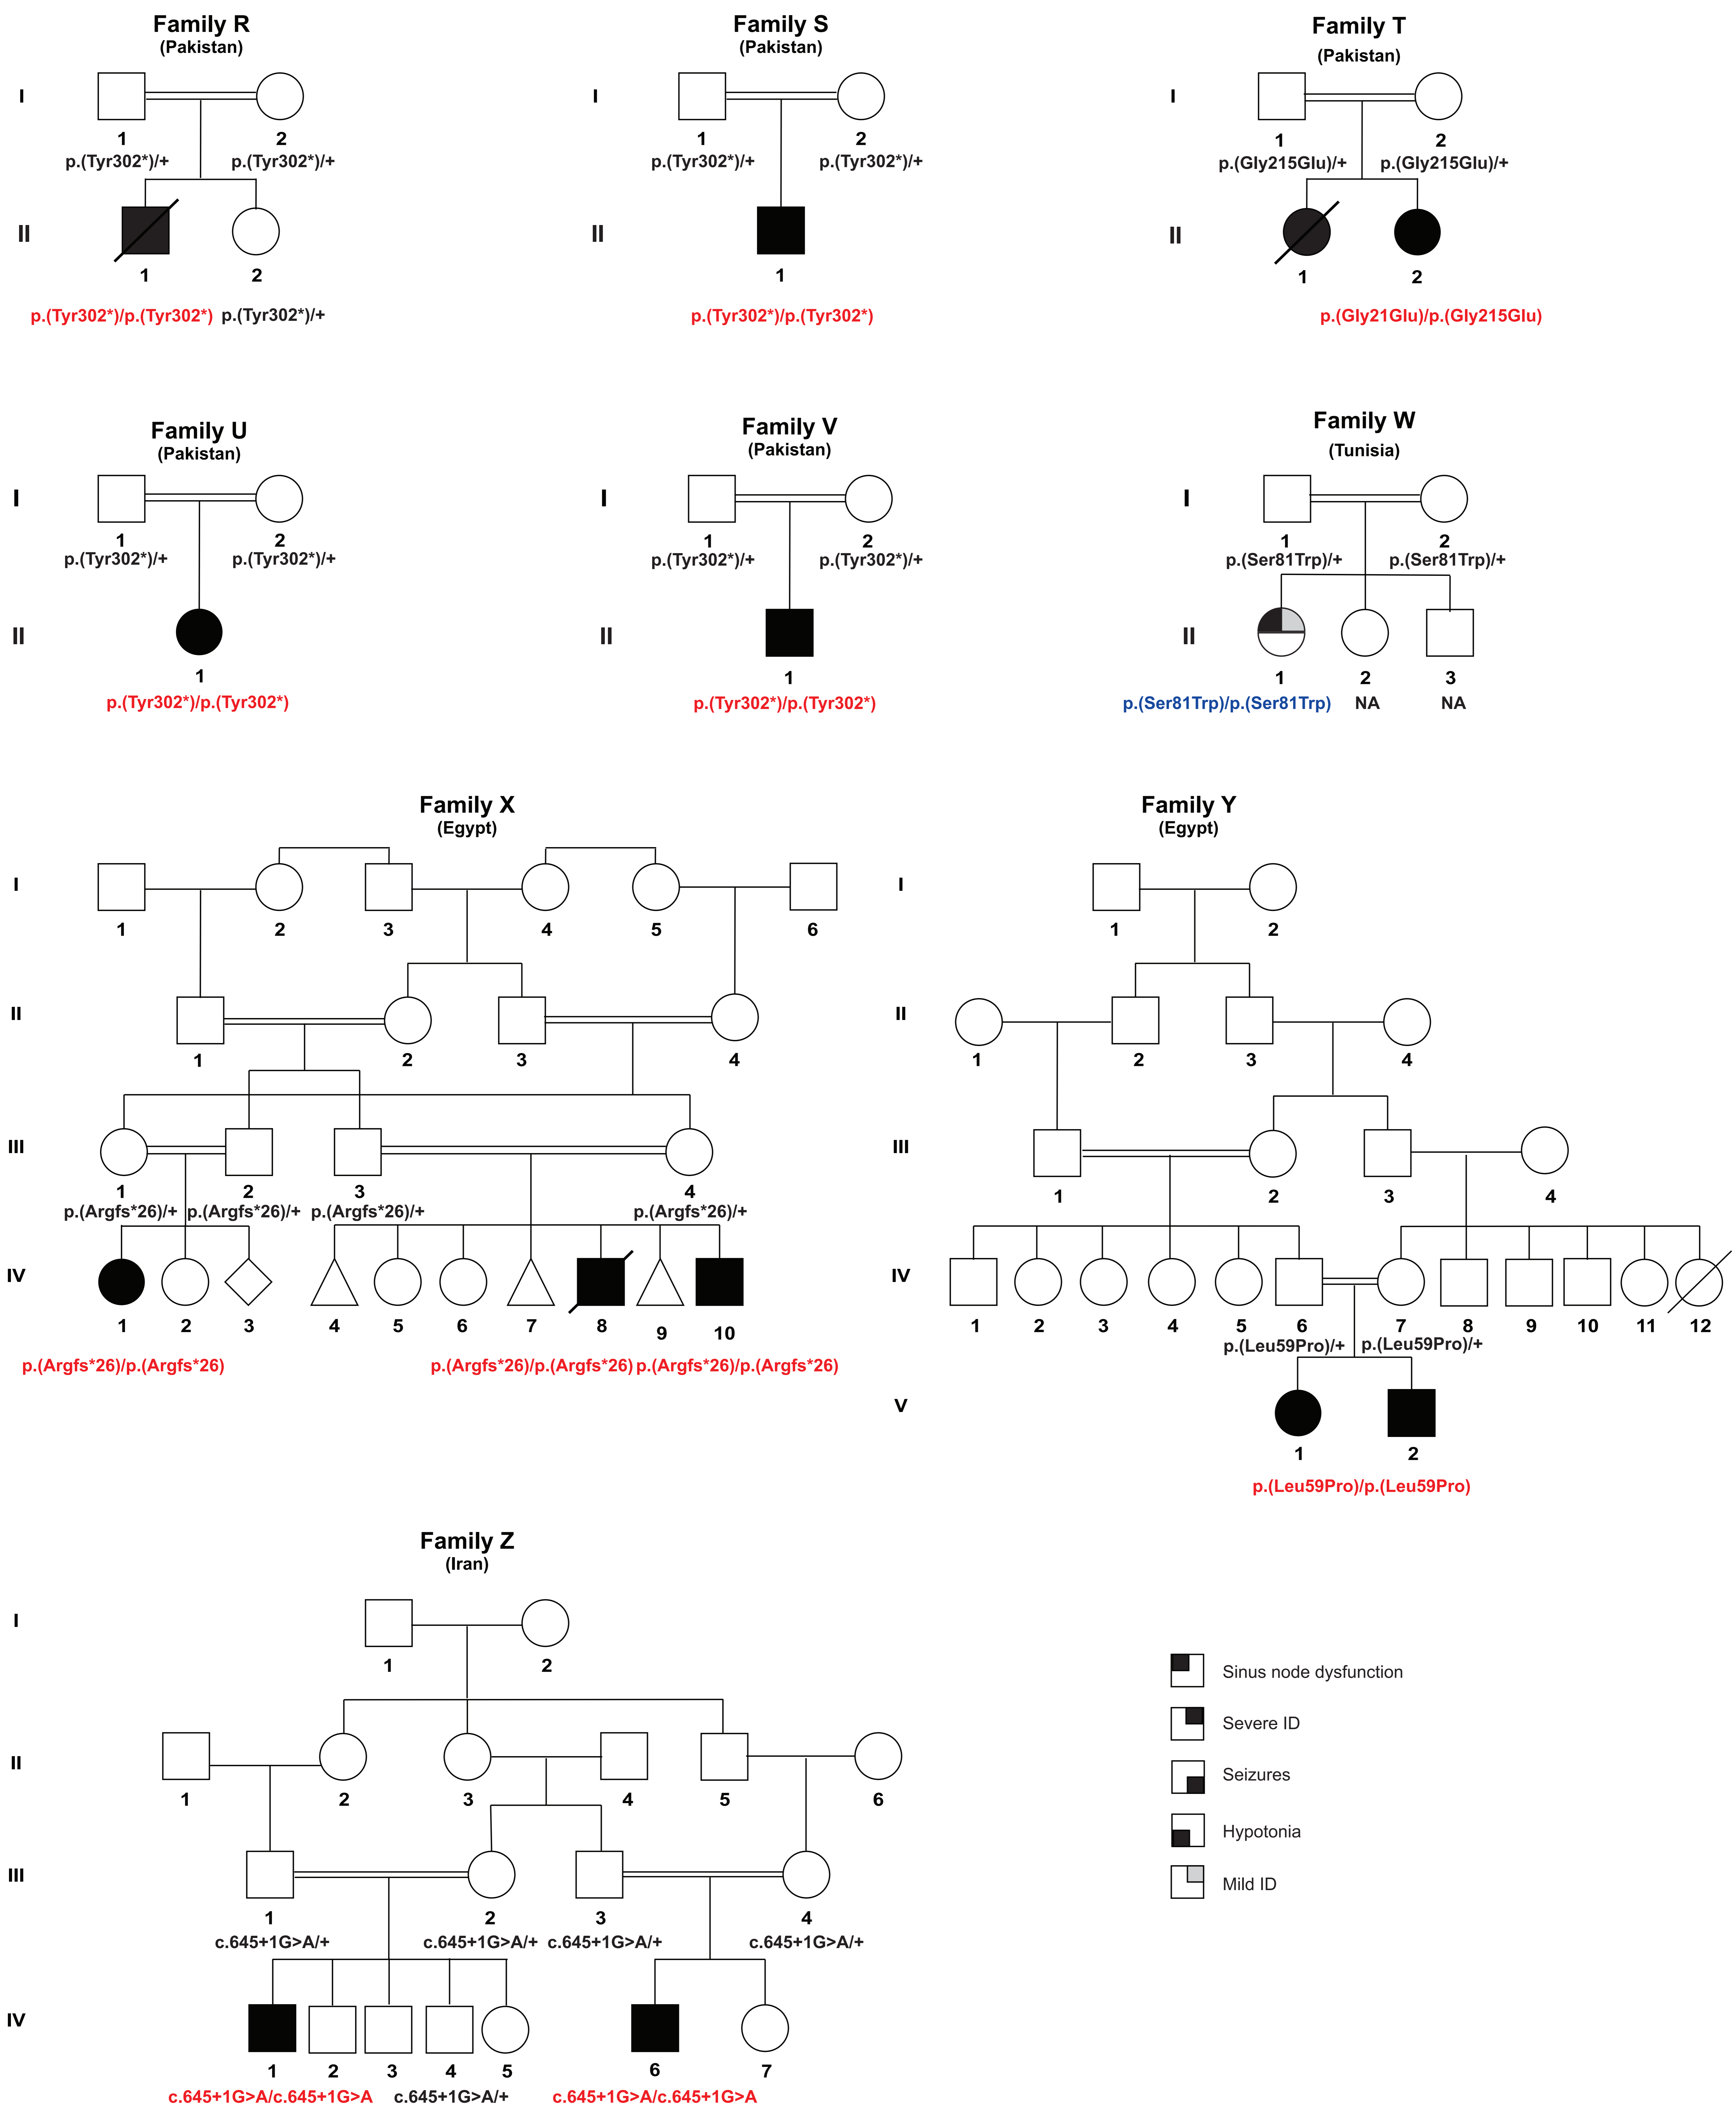 Family R
(Pakistan)
Family S
(Pakistan)
Family T
(Pakistan)
I
I
I
1 2
1 2
1 2
p.(Tyr302*)/+ p.(Tyr302*)/+
p.(Tyr302*)/+ p.(Tyr302*)/+
p.(Gly215Glu)/+ p.(Gly215Glu)/+
II
II
II
1 2
1
1 2
p.(Tyr302*)/p.(Tyr302*) p.(Tyr302*)/+
p.(Tyr302*)/p.(Tyr302*)
p.(Gly21Glu)/p.(Gly215Glu)
Family U
(Pakistan)
Family V
(Pakistan)
Family W
(Tunisia)
I
I
I
1 2
1 2
1 2
p.(Tyr302*)/+ p.(Tyr302*)/+
p.(Tyr302*)/+ p.(Tyr302*)/+
p.(Ser81Trp)/+ p.(Ser81Trp)/+
II
II
II
1
1
1 2 3
p.(Tyr302*)/p.(Tyr302*)
p.(Tyr302*)/p.(Tyr302*)
p.(Ser81Trp)/p.(Ser81Trp) NA NA
Family X
(Egypt)
I
1 2 3 4 5 6
II
1 2 3 4
III
1 2 3 4
p.(Argfs*26)/+ p.(Argfs*26)/+ p.(Argfs*26)/+ p.(Argfs*26)/+
IV
1 2 3 4 5 6 7 8 9 10
p.(Argfs*26)/p.(Argfs*26) p.(Argfs*26)/p.(Argfs*26) p.(Argfs*26)/p.(Argfs*26)
Family Y
(Egypt)
I
1 2
II
1 2 3 4
III
1 2 3 4
IV
1 2 3 4 5 6 7 8 9 10 11 12
p.(Leu59Pro)/+ p.(Leu59Pro)/+
V
1 2
p.(Leu59Pro)/p.(Leu59Pro)
Family Z
(Iran)
I
1 2
II
1 2 3 4 5 6
III
1 2 3 4
c.645+1G>A/+ c.645+1G>A/+ c.645+1G>A/+ c.645+1G>A/+
IV
1 2 3 4 5 6 7
c.645+1G>A/c.645+1G>A c.645+1G>A/+ c.645+1G>A/c.645+1G>A
Sinus node dysfunction
Severe ID
Seizures
Hypotonia
Mild ID